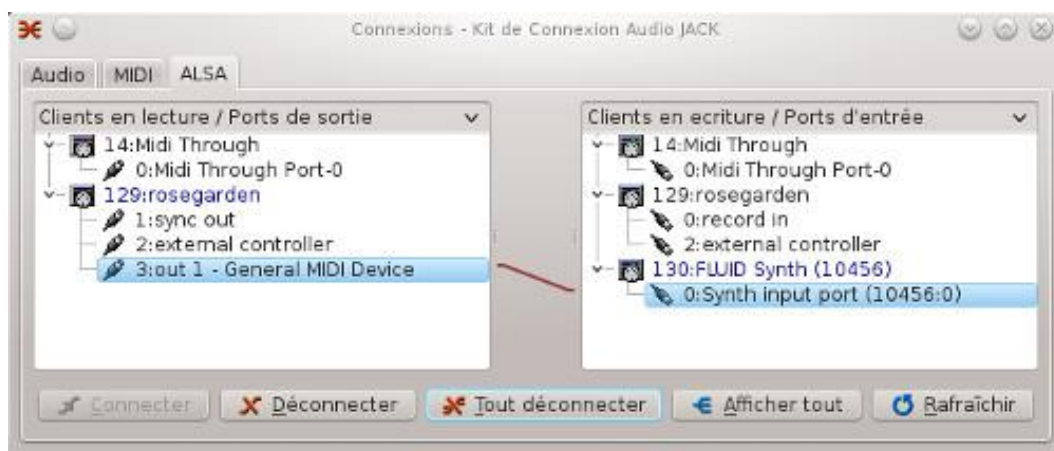 Connexions - Kit de Connexion Audio JACK
Audio MIDI ALSA
Clients en lecture / Ports de sortie
14:Midi Through
0:Midi Through Port-0
129:rosegarden
1:sync out
2:external controller
3:out 1 - General MIDI Device
Clients en ecriture / Ports d'entrée
14:Midi Through
0:Midi Through Port-0
129:rosegarden
0:record in
2:external controller
130:FLUID Synth (10456)
0:Synth input port (10456:0)
Connecter Déconnecter Tout déconnecter Afficher tout Rafraîchir